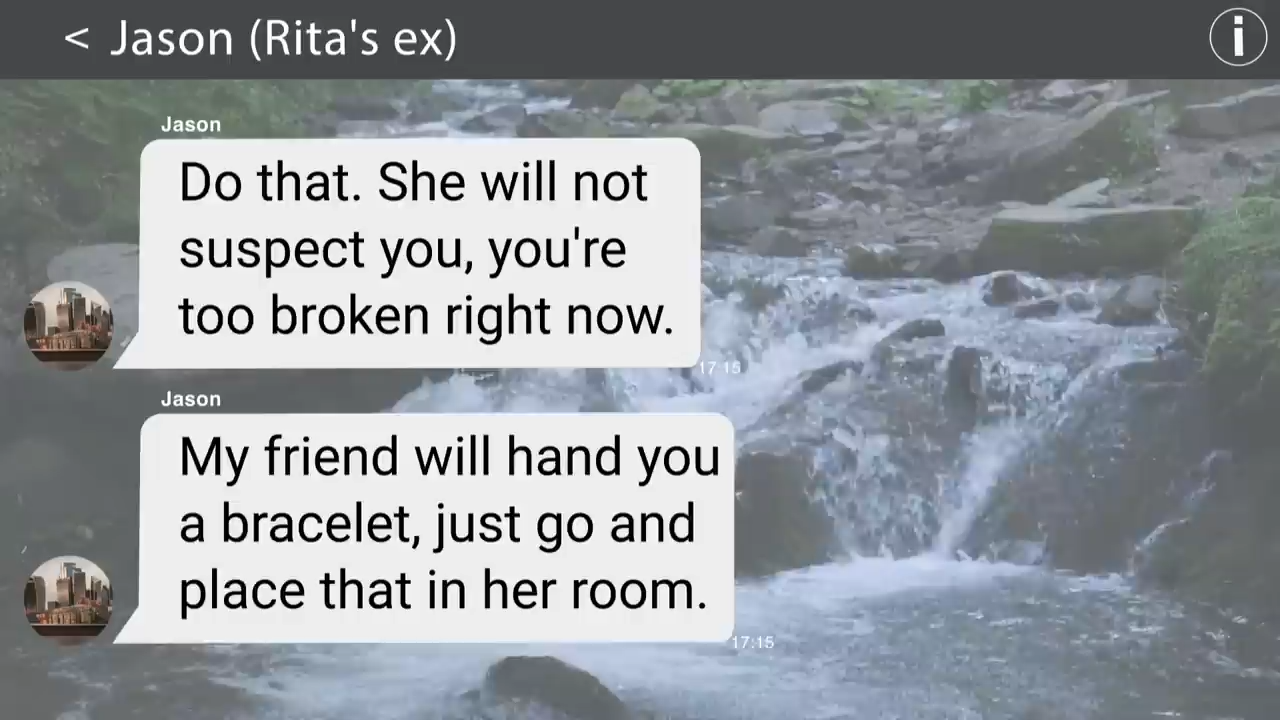 < Jason (Rita's ex)
i
Jason
Do that. She will not
suspect you, you're
too broken right now.
17 15
Jason
My friend will hand you
a bracelet, just go and
place that in her room.
17:15